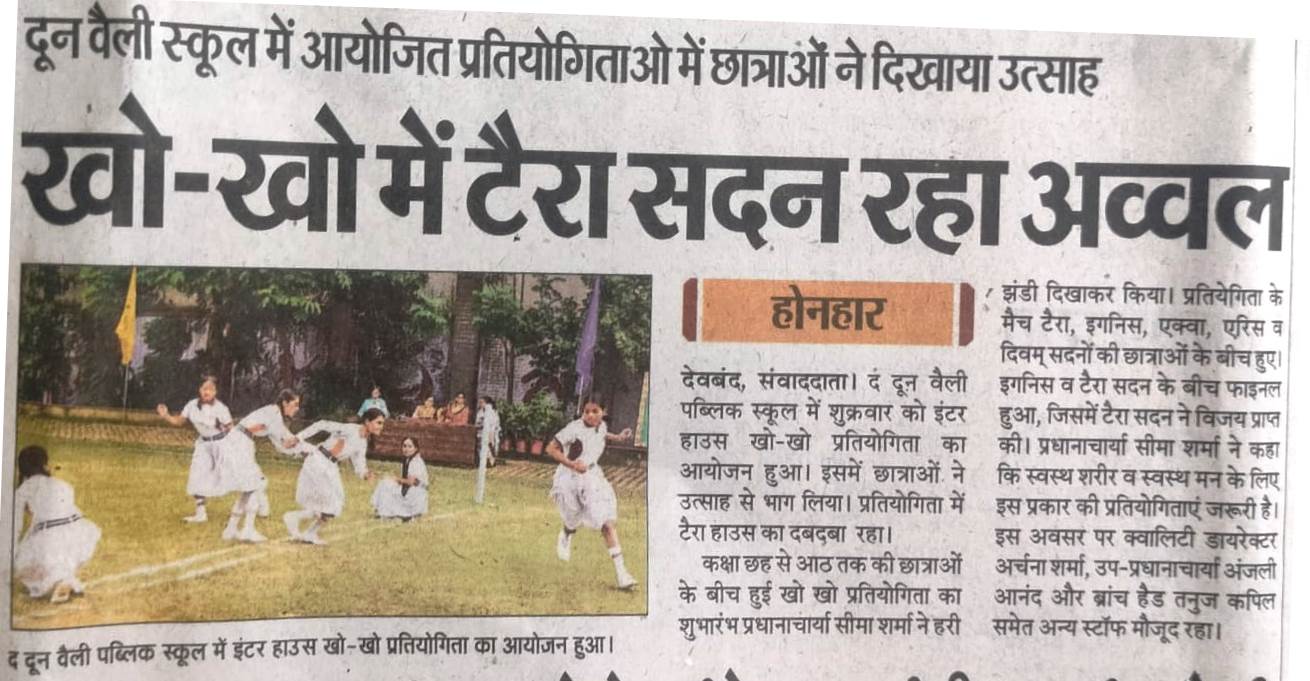 दून वैली स्कूल में आयोजित प्रतियोगिताओ में छात्राओं ने दिखाया उत्साह
खो-खो में टैरा सदन रहा अव्वल
द दून वैली पब्लिक स्कूल में इंटर हाउस खो-खो प्रतियोगिता का आयोजन हुआ।
होनहार
देवबंद, संवाददाता। द दून वैली
पब्लिक स्कूल में शुक्रवार को इंटर
हाउस खो-खो प्रतियोगिता का
आयोजन हुआ। इसमें छात्राओं ने
उत्साह से भाग लिया। प्रतियोगिता में
टैरा हाउस का दबदबा रहा।
कक्षा छह से आठ तक की छात्राओं
के बीच हुई खो खो प्रतियोगिता का
शुभारंभ प्रधानाचार्या सीमा शर्मा ने हरी
झंडी दिखाकर किया। प्रतियेगिता के
मैच टैरा, इगनिस, एक्वा, एरिस व
दिवम् सदनों की छात्राओं के बीच हुए।
इगनिस व टैरा सदन के बीच फाइनल
हुआ, जिसमें टैरा सदन ने विजय प्राप्त
की। प्रधानाचार्या सीमा शर्मा ने कहा
कि स्वस्थ शरीर व स्वस्थ मन के लिए
इस प्रकार की प्रतियोगिताएं जरूरी है।
इस अवसर पर क्वालिटी डायरेक्टर
अर्चना शर्मा, उप-प्रधानाचार्या अंजली
आनंद और ब्रांच हैड तनुज कपिल
समेत अन्य स्टॉफ मौजूद रहा।